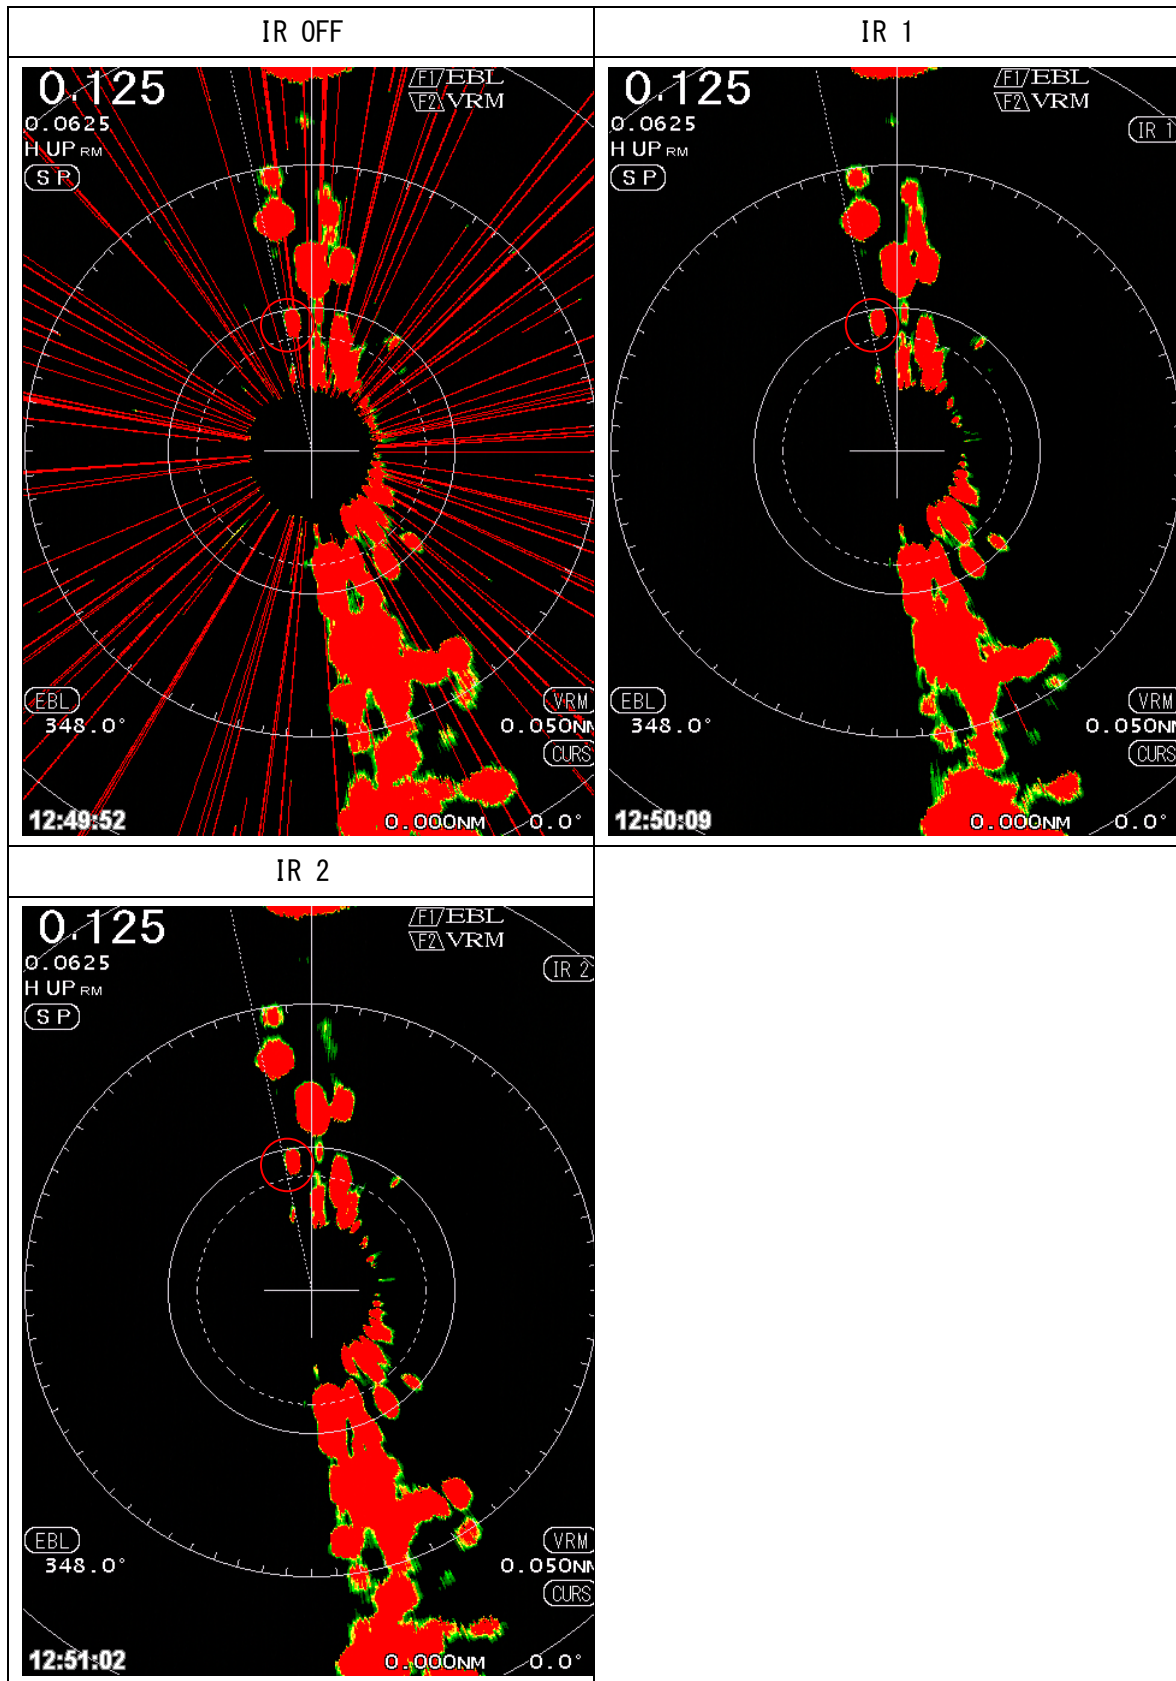 IR OFF
IR 1
0.125
F1 EBL
F2 VRM
0.0625
H UP RM
S P
EBL
348.0°
VRM
0.050NM
CURS
12:49:52
0.000NM
0.0°
0.125
F1 EBL
F2 VRM
0.0625
IR 1
H UP RM
S P
EBL
348.0°
VRM
0.050NM
CURS
12:50:09
0.000NM
0.0°
IR 2
0.125
F1 EBL
F2 VRM
0.0625
IR 2
H UP RM
S P
EBL
348.0°
VRM
0.050NM
CURS
12:51:02
0.000NM
0.0°